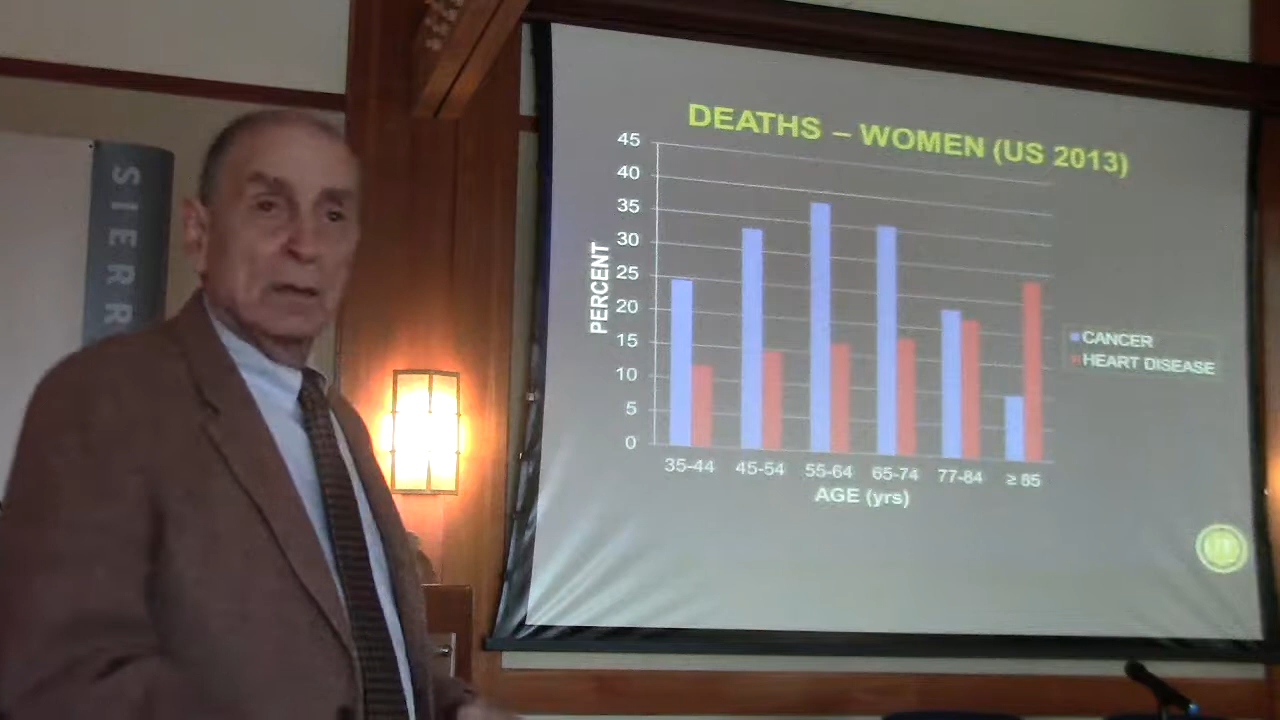 SIERR
DEATHS – WOMEN (US 2013)
45
40
35
30
25
20
15
10
5
0
PERCENT
35-44 45-54 55-64 65-74 77-84 ≥ 85
AGE (yrs)
CANCER
HEART DISEASE